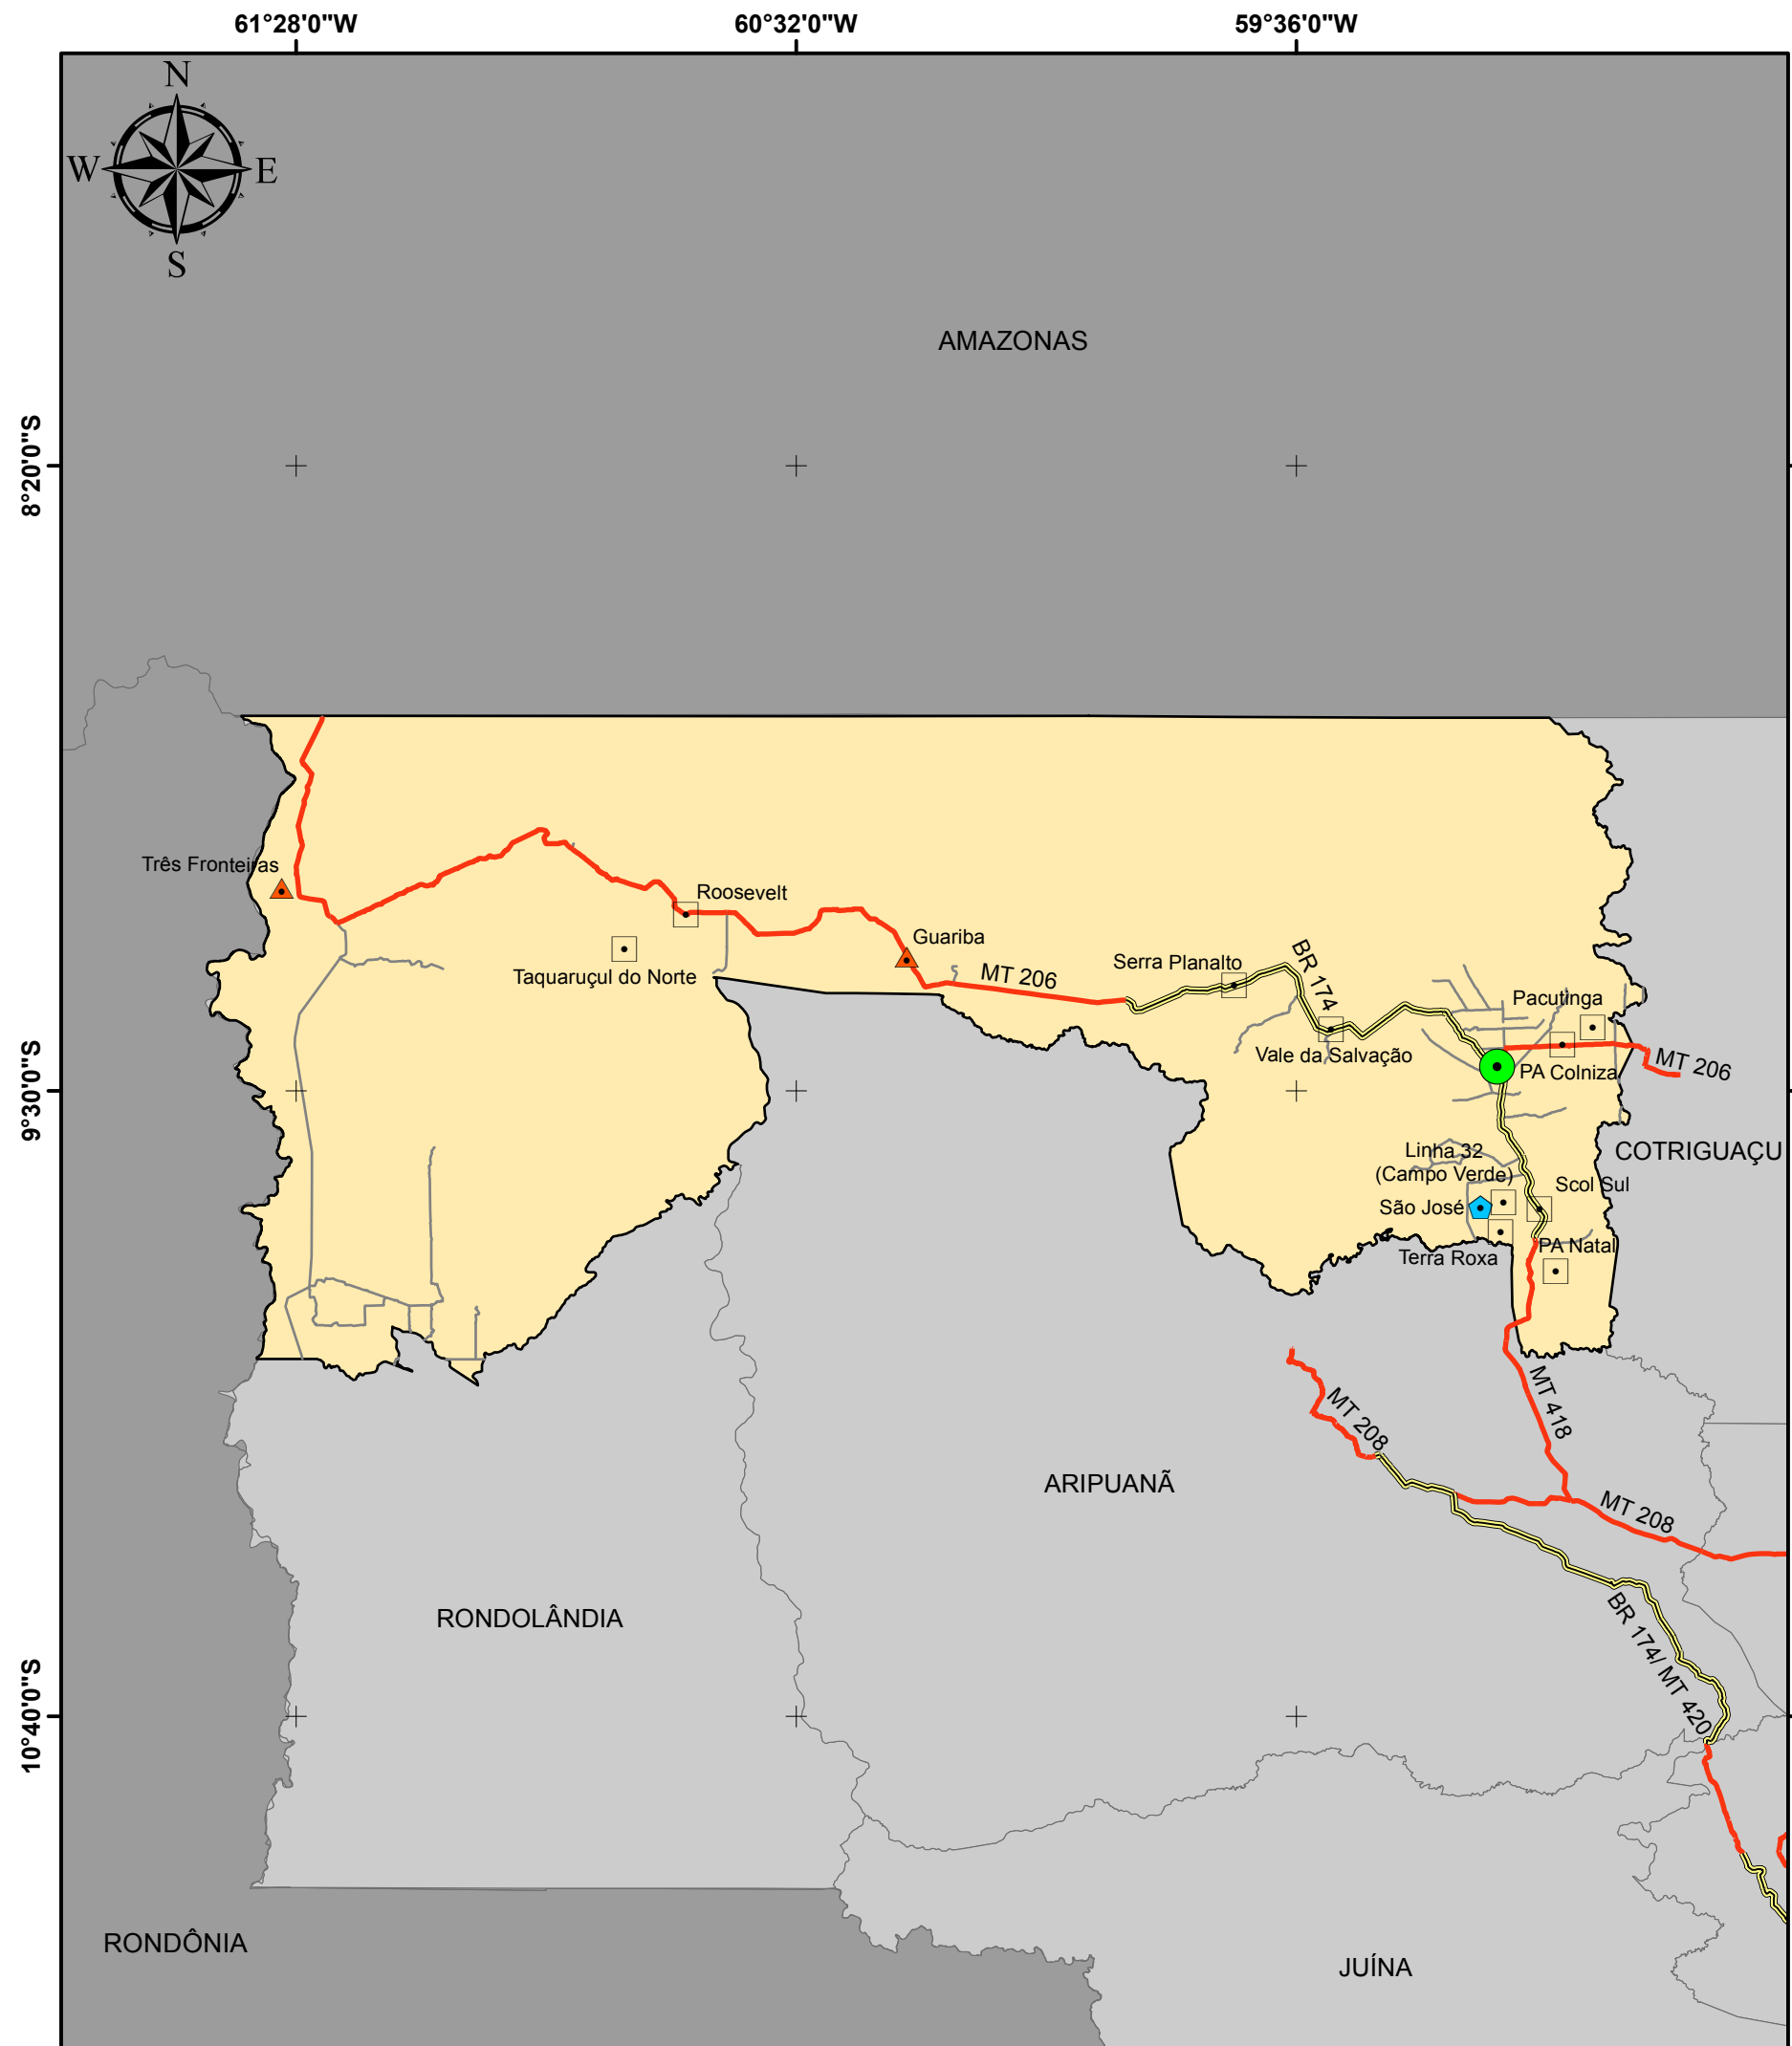 61°28'0"W
60°32'0"W
59°36'0"W
N
W
E
S
AMAZONAS
8°20'0"S
Três Fronteiras
Roosevelt
Taquaruçul do Norte
Guariba
MT 206
Serra Planalto
BR 174
Vale da Salvação
Pacutinga
PA Colniza
MT 206
9°30'0"S
COTRIGUAÇU
Linha 32
(Campo Verde)
São José
Scol Sul
Terra Roxa
PA Natal
MT 208
MT 418
ARIPUANÃ
MT 208
RONDOLÂNDIA
BR 174/ MT 420
10°40'0"S
RONDÔNIA
JUÍNA